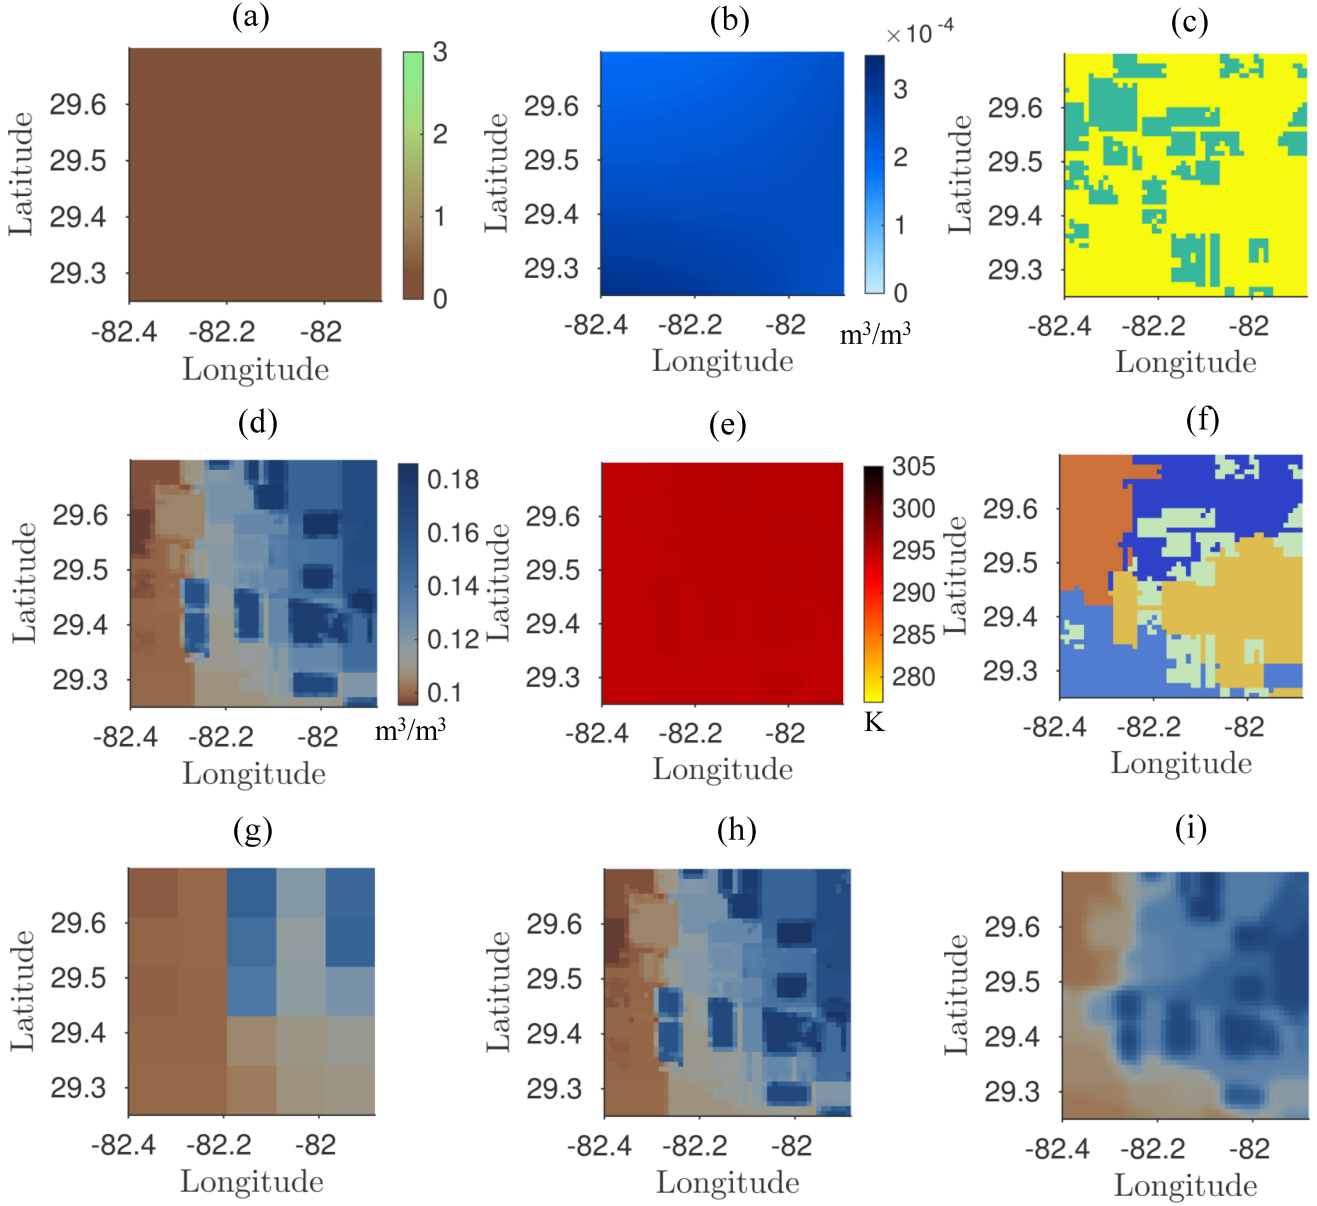 (a)
(b)
(c)
×10⁻⁴
3
2
1
0
29.6
29.5
29.4
29.3
-82.4 -82.2 -82
Latitude
Longitude
3
2
1
0
m³/m³
29.6
29.5
29.4
29.3
-82.4 -82.2 -82
Latitude
Longitude
29.6
29.5
29.4
29.3
-82.4 -82.2 -82
Latitude
Longitude
(d)
(e)
(f)
29.6
29.5
29.4
29.3
-82.4 -82.2 -82
Latitude
Longitude
0.18
0.16
0.14
0.12
0.1
m³/m³
29.6
29.5
29.4
29.3
-82.4 -82.2 -82
Latitude
Longitude
305
300
295
290
285
280
K
29.6
29.5
29.4
29.3
-82.4 -82.2 -82
Latitude
Longitude
(g)
(h)
(i)
29.6
29.5
29.4
29.3
-82.4 -82.2 -82
Latitude
Longitude
29.6
29.5
29.4
29.3
-82.4 -82.2 -82
Latitude
Longitude
29.6
29.5
29.4
29.3
-82.4 -82.2 -82
Latitude
Longitude